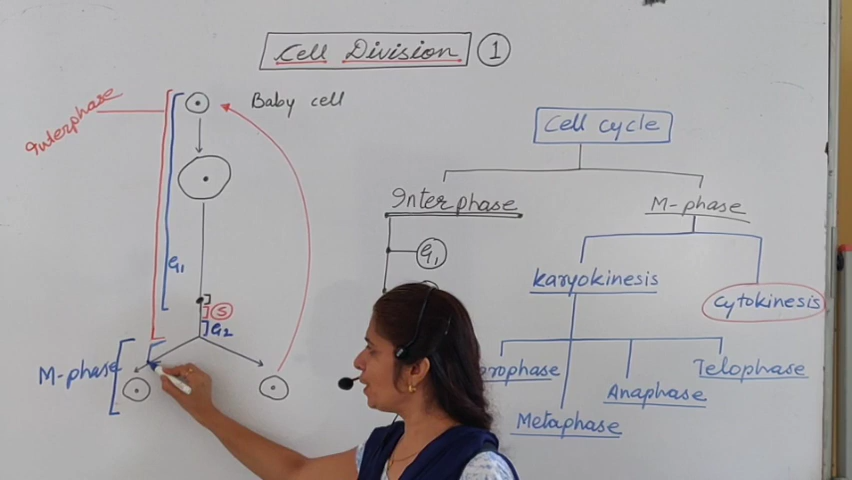 Cell Division 1
Interphase
Baby cell
Cell cycle
Interphase
M-phase
G1
G1
Karyokinesis
Cytokinesis
S
G2
M-phase
prophase
Metaphase
Anaphase
Telophase